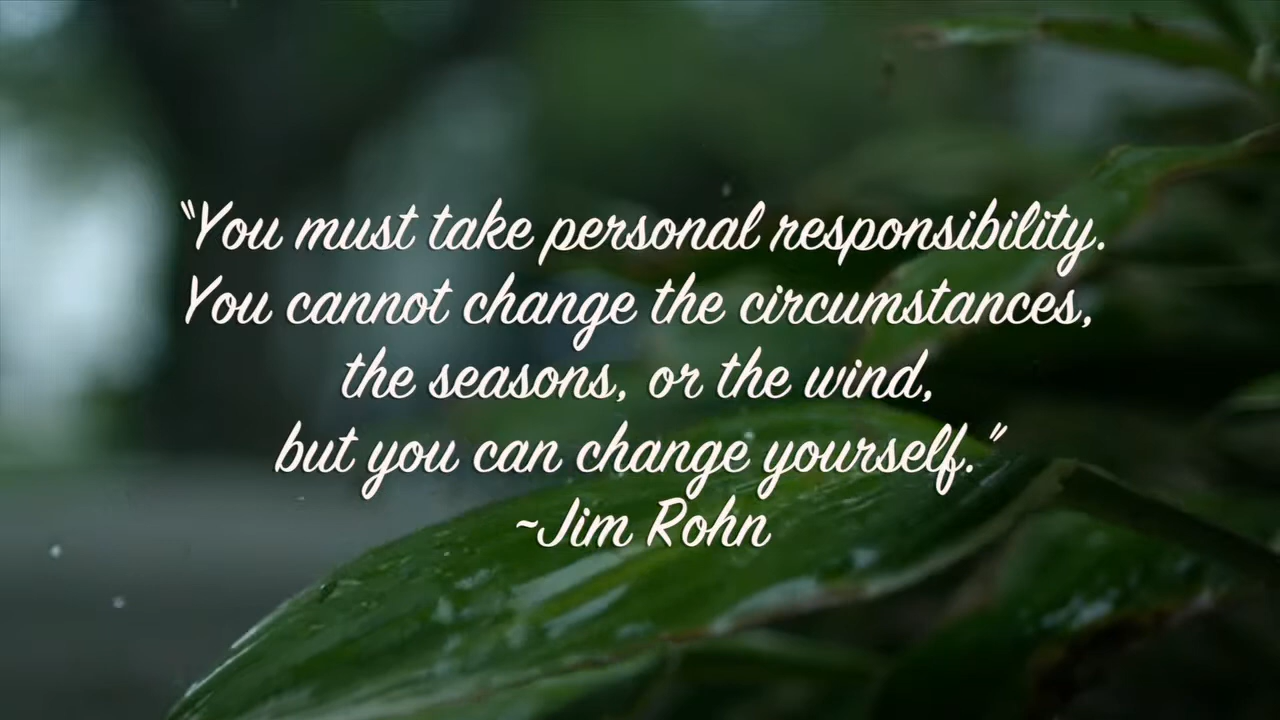 “You must take personal responsibility.
You cannot change the circumstances,
the seasons, or the wind,
but you can change yourself.”
~Jim Rohn